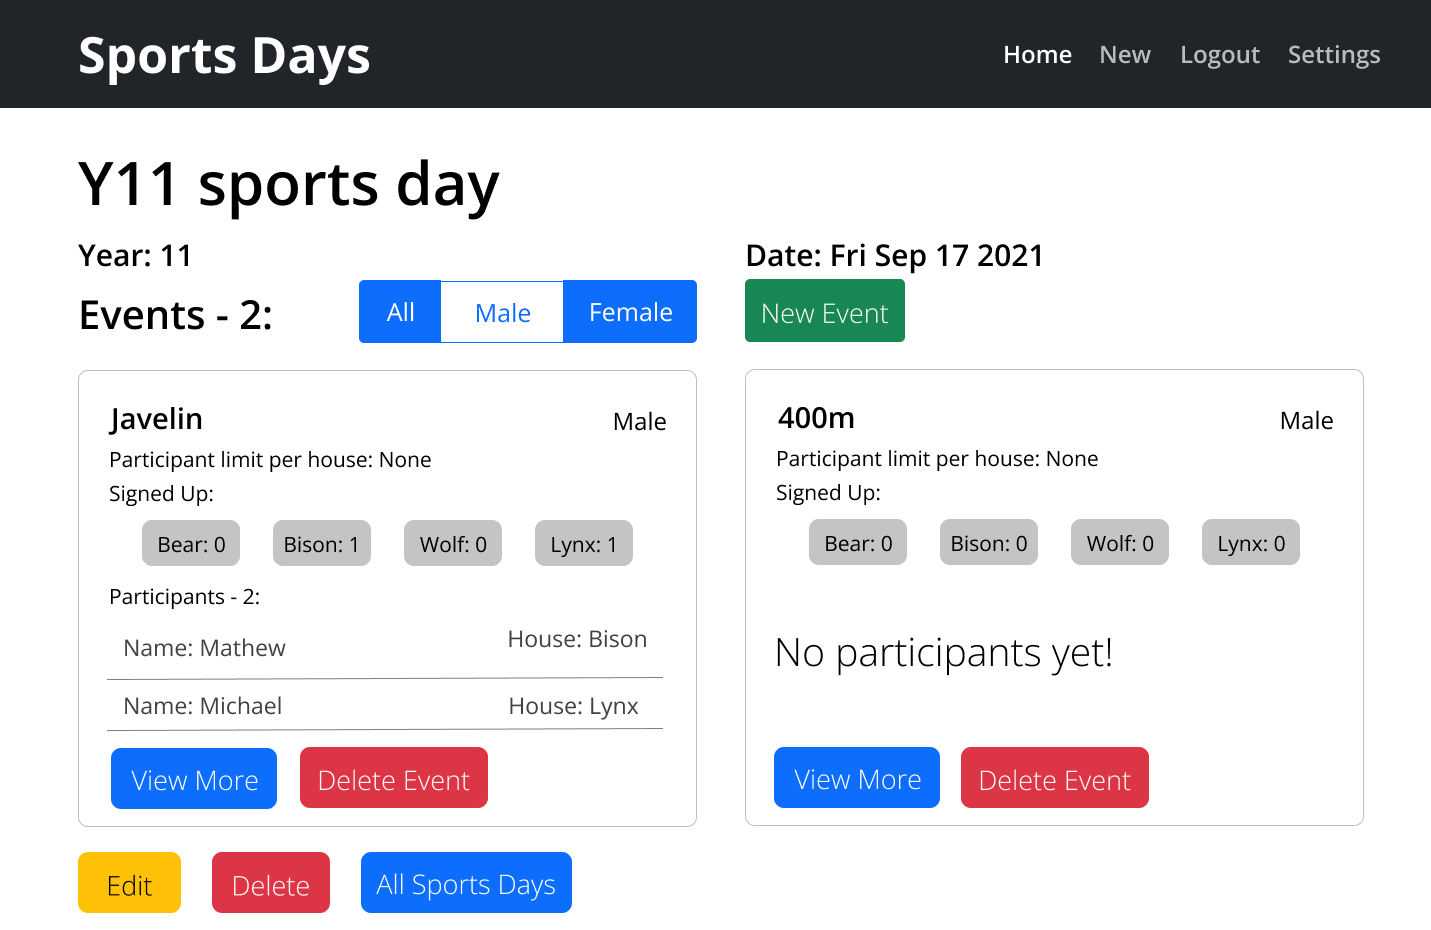 Sports Days
Home New Logout Settings
Y11 sports day
Year: 11
Date: Fri Sep 17 2021
Events - 2:
All Male Female
New Event
Javelin
Male
Participant limit per house: None
Signed Up:
Bear: 0 Bison: 1 Wolf: 0 Lynx: 1
Participants - 2:
Name: Mathew House: Bison
Name: Michael House: Lynx
View More Delete Event
400m
Male
Participant limit per house: None
Signed Up:
Bear: 0 Bison: 0 Wolf: 0 Lynx: 0
No participants yet!
View More Delete Event
Edit Delete All Sports Days